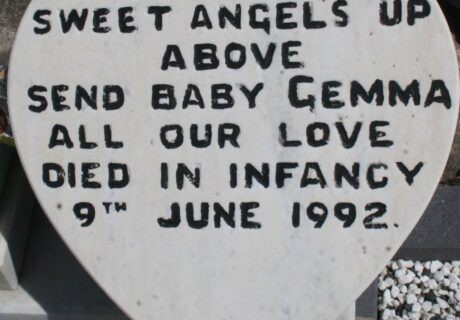 SWEET ANGELS UP
ABOVE
SEND BABY GEMMA
ALL OUR LOVE
DIED IN INFANCY
9TH JUNE 1992.